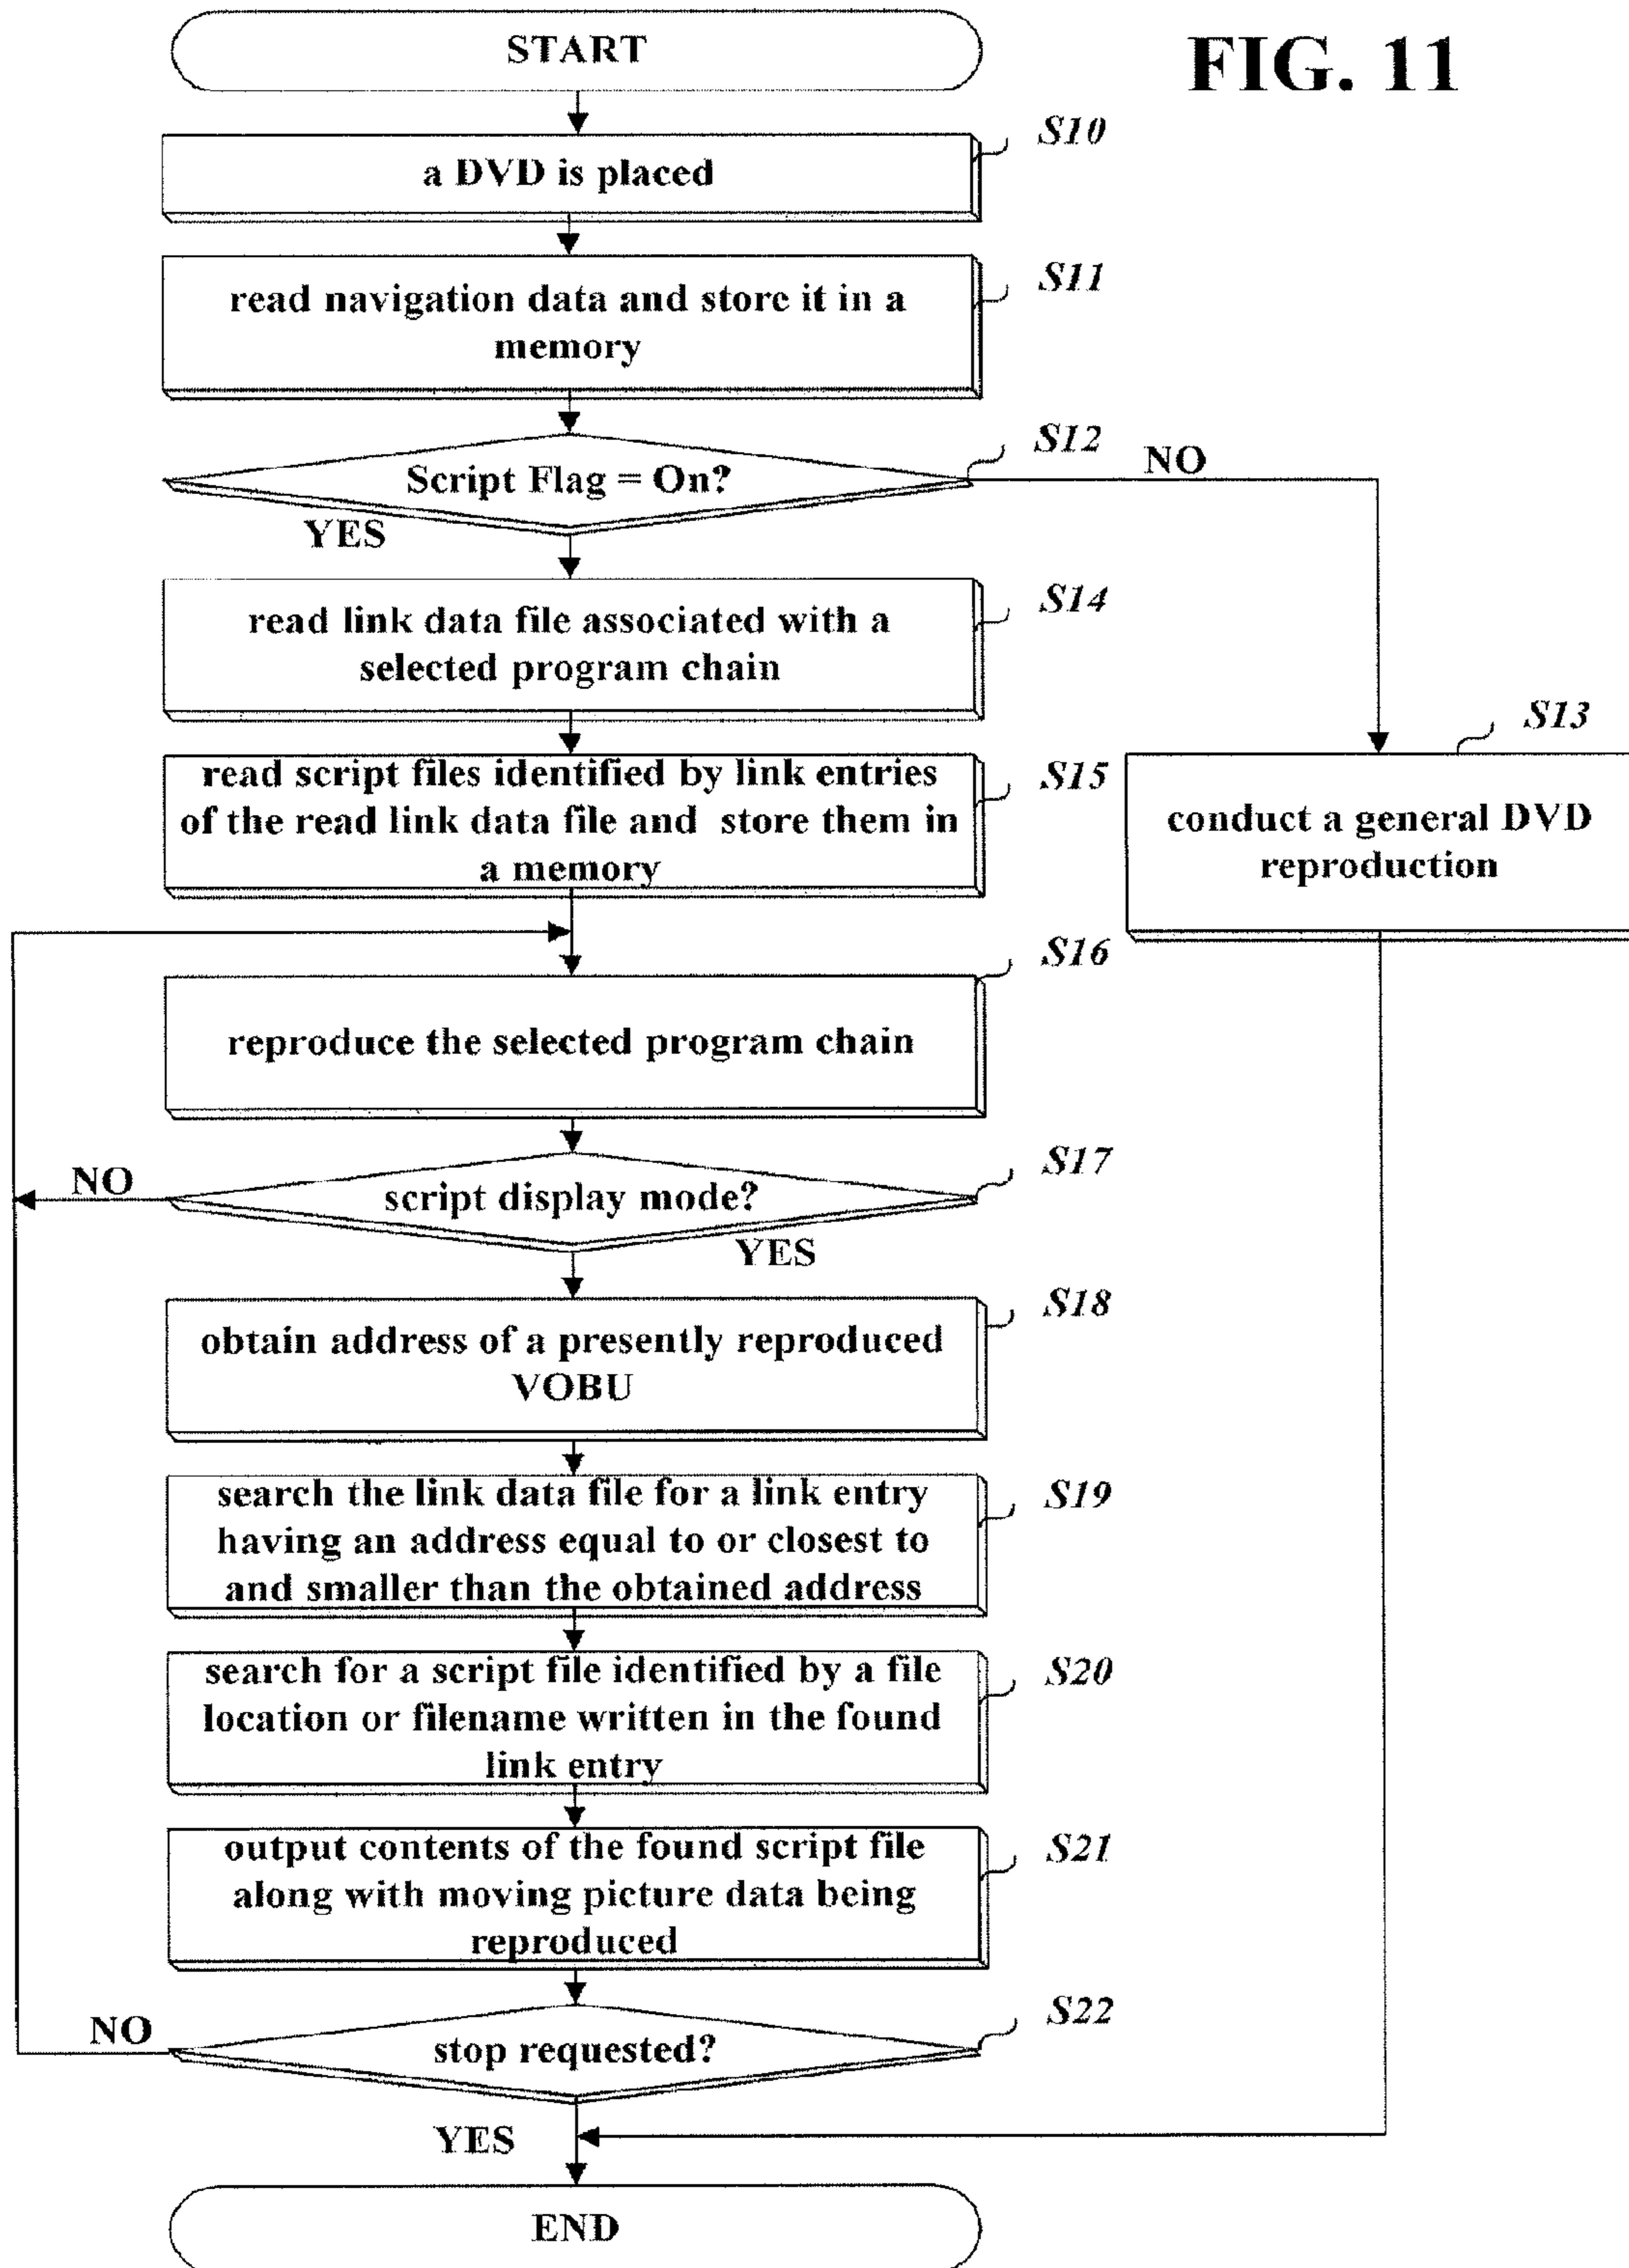 START
FIG. 11
S10
a DVD is placed
S11
read navigation data and store it in a
memory
S12
Script Flag = On?
NO
YES
S14
read link data file associated with a
selected program chain
S13
conduct a general DVD
reproduction
S15
read script files identified by link entries
of the read link data file and store them in
a memory
S16
reproduce the selected program chain
S17
script display mode?
NO
YES
S18
obtain address of a presently reproduced
VOBU
S19
search the link data file for a link entry
having an address equal to or closest to
and smaller than the obtained address
S20
search for a script file identified by a file
location or filename written in the found
link entry
S21
output contents of the found script file
along with moving picture data being
reproduced
S22
stop requested?
NO
YES
END